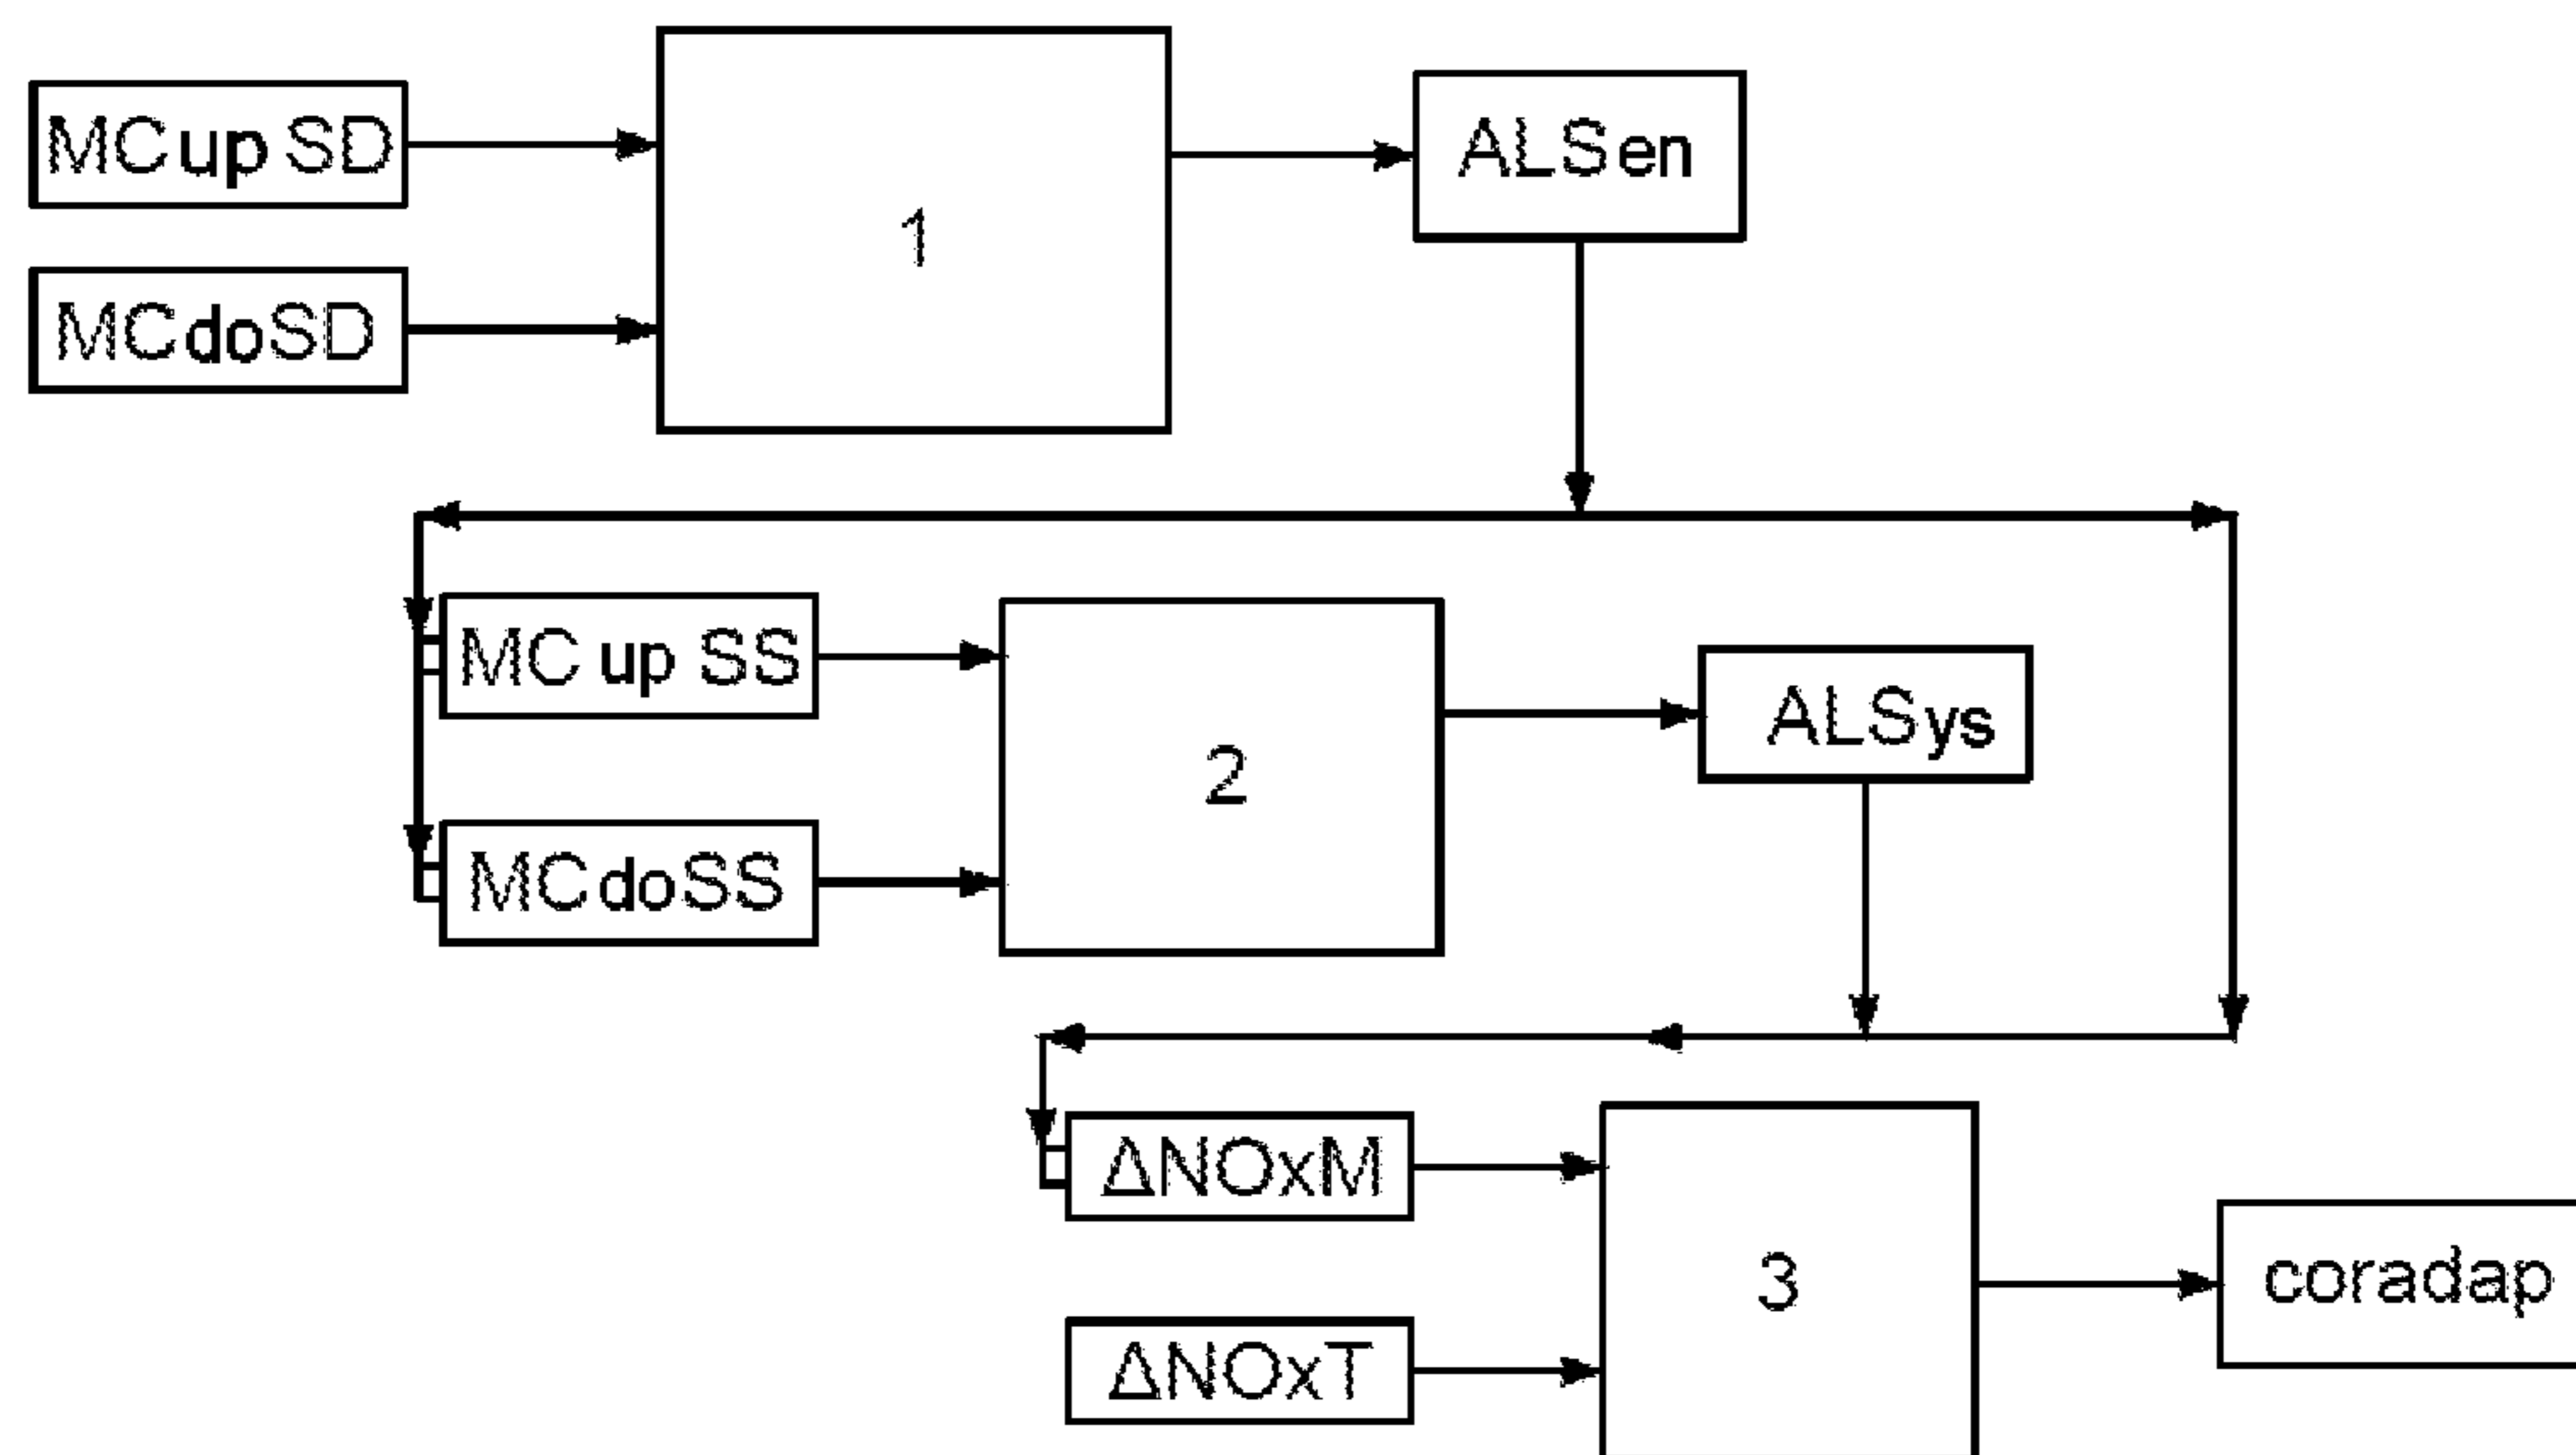 MCup SD
ALSen
1
MCdoSD
MC up SS
ALSys
2
MCdoSS
ΔNOxM
3
coradap
ΔNOxT